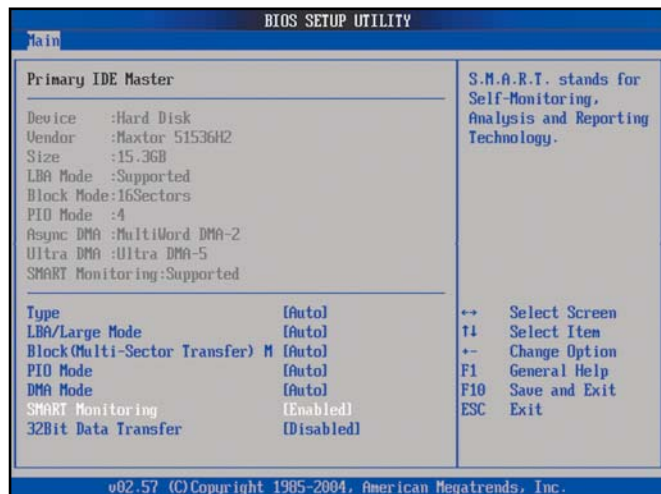 BIOS SETUP UTILITY
Main
Primary IDE Master
Device :Hard Disk
Vendor :Maxtor 51536H2
Size :15.3GB
LBA Mode :Supported
Block Mode:16Sectors
PIO Mode :4
Async DMA :MultiWord DMA-2
Ultra DMA :Ultra DMA-5
SMART Monitoring:Supported
Type [Auto]
LBA/Large Mode [Auto]
Block(Multi-Sector Transfer) M [Auto]
PIO Mode [Auto]
DMA Mode [Auto]
SMART Monitoring [Enabled]
32Bit Data Transfer [Disabled]
S.M.A.R.T. stands for
Self-Monitoring,
Analysis and Reporting
Technology.
↔ Select Screen
↑↓ Select Item
+- Change Option
F1 General Help
F10 Save and Exit
ESC Exit
v02.57 (C)Copyright 1985-2004, American Megatrends, Inc.